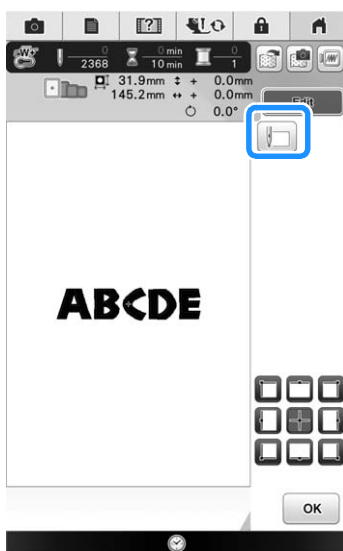 [?]
W+
0 0 min 0
2368 10 min 1
31.9mm + 0.0mm
145.2mm + 0.0mm
0.0°
Edit
ABCDE
OK